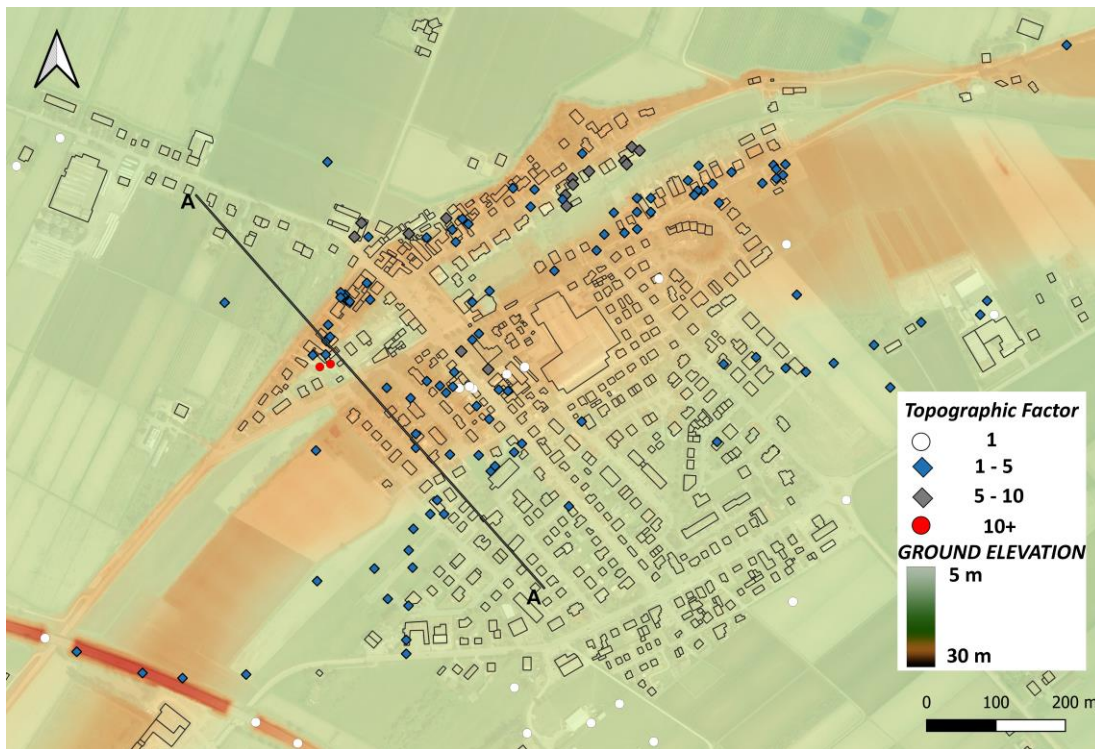 A
A
Topographic Factor
1
1 - 5
5 - 10
10+
GROUND ELEVATION
5 m
30 m
0 100 200 m